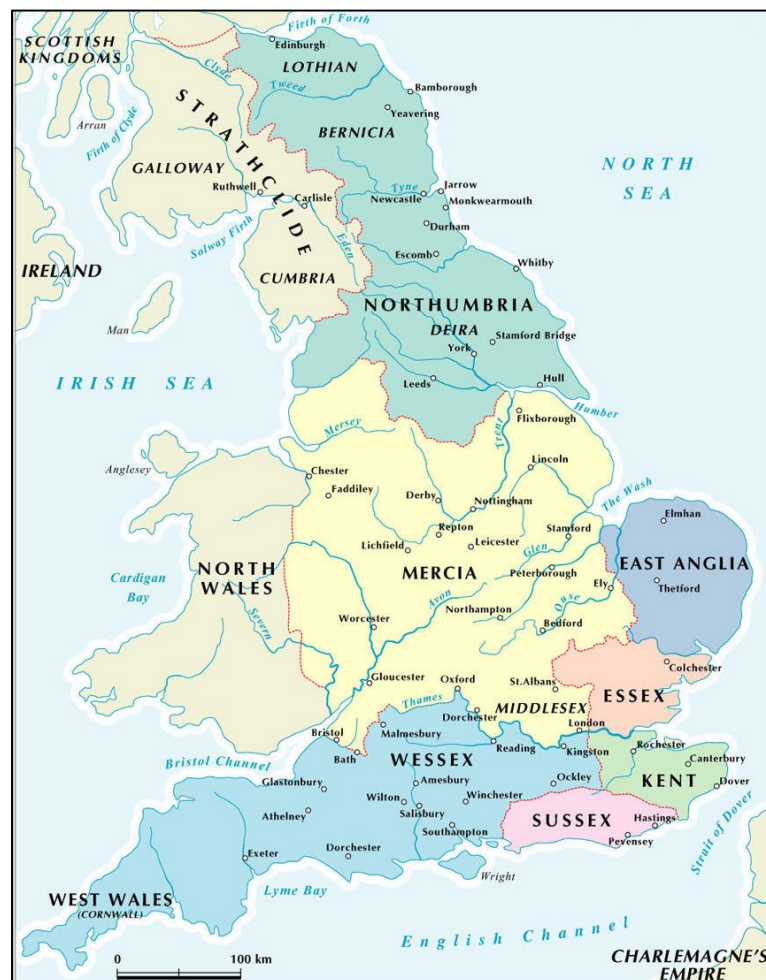 Firth of Forth
SCOTTISH
KINGDOMS
Edinburgh
LOTHIAN
Clyde
Tweed
Bamborough
Yeavering
STRATHCLIDE
BERNICIA
Arran
Firth of Clyde
GALLOWAY
NORTH
SEA
Ruthwell
Carlisle
Tyne
Newcastle
Jarrow
Monkwearmouth
Durham
Solway Firth
Eden
Escomb
Whitby
IRELAND
CUMBRIA
Man
NORTHUMBRIA
DEIRA
Stamford Bridge
York
IRISH SEA
Leeds
Hull
Humber
Flixborough
Mersey
Trent
Anglesey
Chester
Lincoln
Faddiley
Derby
Nottingham
The Wash
Elmhan
Repton
Stamford
Lichfield
Leicester
Glen
NORTH
WALES
MERCIA
Peterborough
EAST ANGLIA
Cardigan
Bay
Ely
Thetford
Severn
Avon
Northampton
Ouse
Worcester
Bedford
Colchester
Gloucester
Oxford
St.Albans
ESSEX
Thames
Dorchester
MIDDLESEX
Bristol
Malmesbury
London
Bath
WESSEX
Reading
Kingston
Rochester
Canterbury
Bristol Channel
KENT
Dover
Glastonbury
Amesbury
Ockley
Wilton
Winchester
Athelney
Salisbury
Southampton
SUSSEX
Hastings
Pevensey
Strait of Dover
Exeter
Dorchester
Wright
WEST WALES
(CORNWALL)
Lyme Bay
English Channel
CHARLEMAGNE'S
EMPIRE
0 100 km